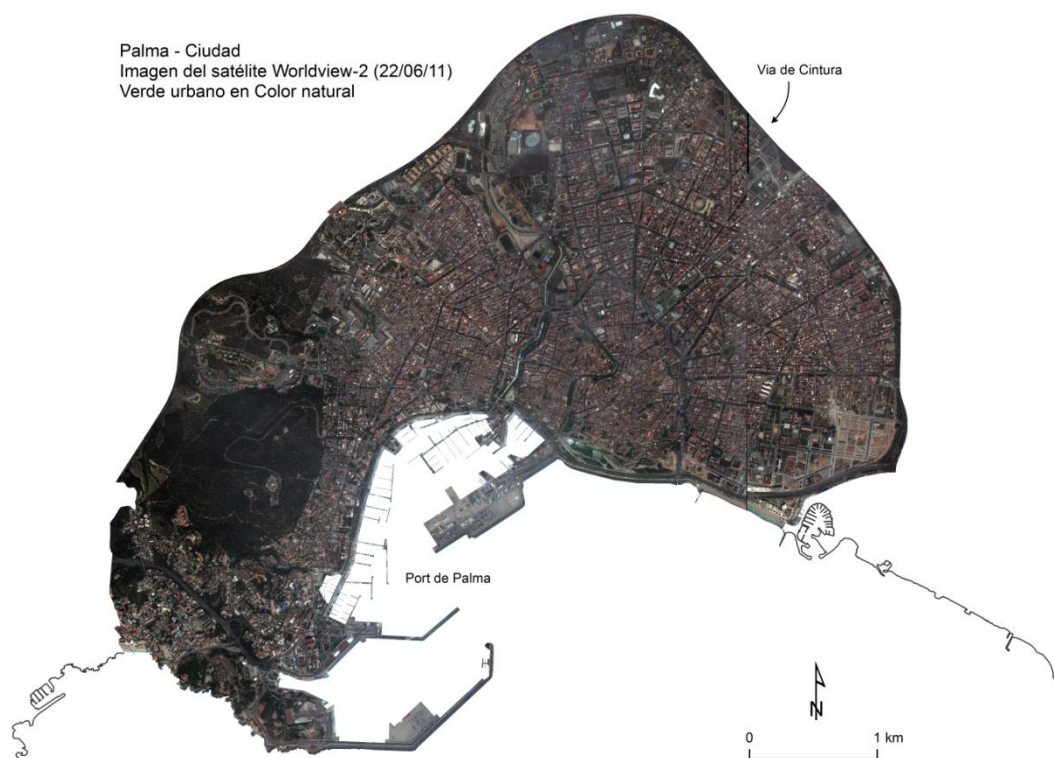 Palma - Ciudad
Imagen del satélite Worldview-2 (22/06/11)
Verde urbano en Color natural
Via de Cintura
Port de Palma
N
0 1 km